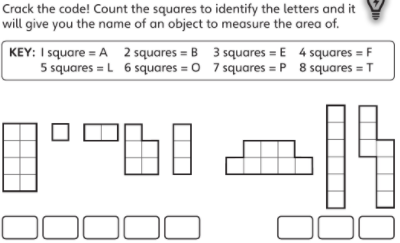 Crack the code! Count the squares to identify the letters and it
will give you the name of an object to measure the area of.
KEY: 1 square = A 2 squares = B 3 squares = E 4 squares = F
5 squares = L 6 squares = O 7 squares = P 8 squares = T